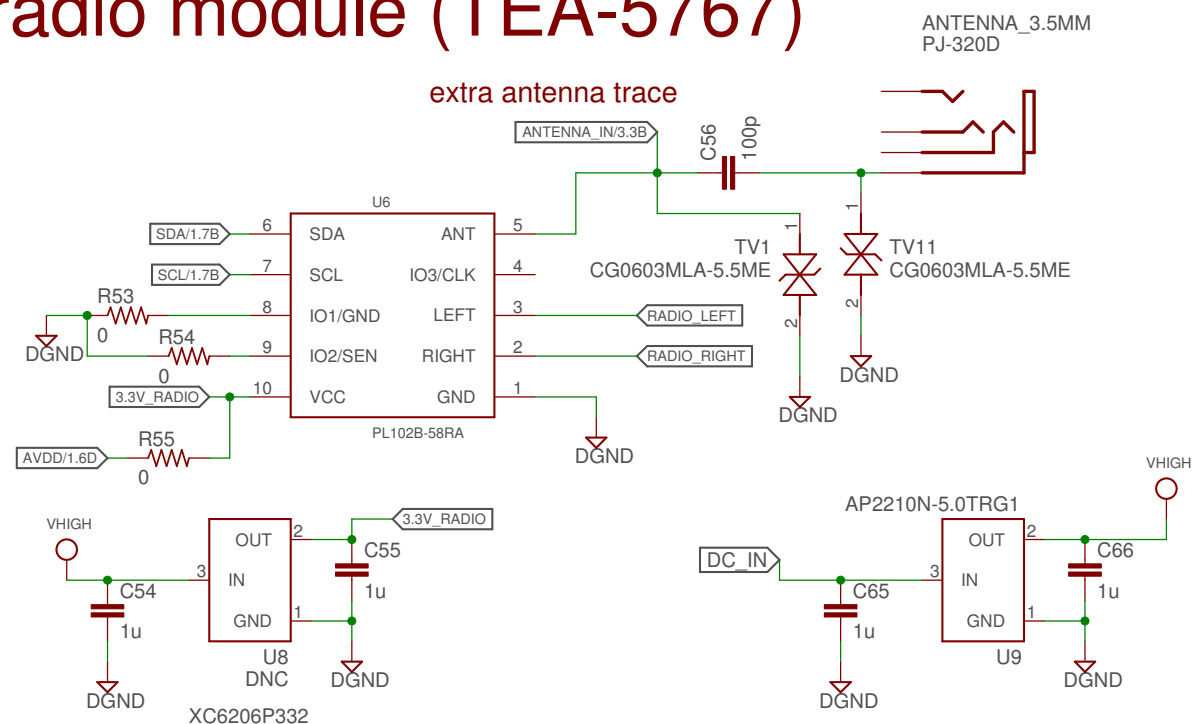 radio module (TEA-5767)
ANTENNA_3.5MM
PJ-320D
extra antenna trace
ANTENNA_IN/3.3B
C56
100p
U6
SDA/1.7B
6
SDA
ANT
5
1
1
TV1
CG0603MLA-5.5ME
TV11
CG0603MLA-5.5ME
SCL/1.7B
7
SCL
IO3/CLK
4
2
2
R53
0
8
IO1/GND
LEFT
3
RADIO_LEFT
DGND
R54
0
9
IO2/SEN
RIGHT
2
RADIO_RIGHT
DGND
3.3V_RADIO
10
VCC
GND
1
DGND
PL102B-58RA
R55
AVDD/1.6D
0
DGND
VHIGH
AP2210N-5.0TRG1
VHIGH
3.3V_RADIO
OUT
2
C55
1u
3
IN
C54
1u
GND
1
U8
DNC
DGND
DGND
XC6206P332
DC_IN
OUT
2
C66
1u
3
IN
C65
1u
GND
1
U9
DGND
DGND